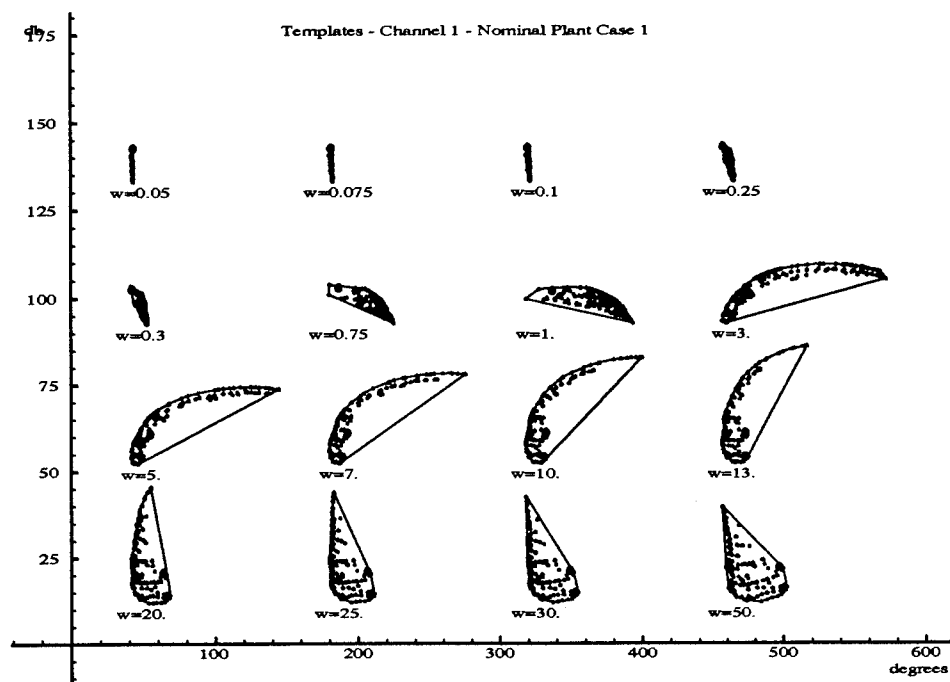 db
Templates - Channel 1 - Nominal Plant Case 1
175
150
w=0.05 w=0.075 w=0.1 w=0.25
125
100
w=0.3 w=0.75 w=1. w=3.
75
50
w=5. w=7. w=10. w=13.
25
w=20. w=25. w=30. w=50.
100 200 300 400 500 600
degrees